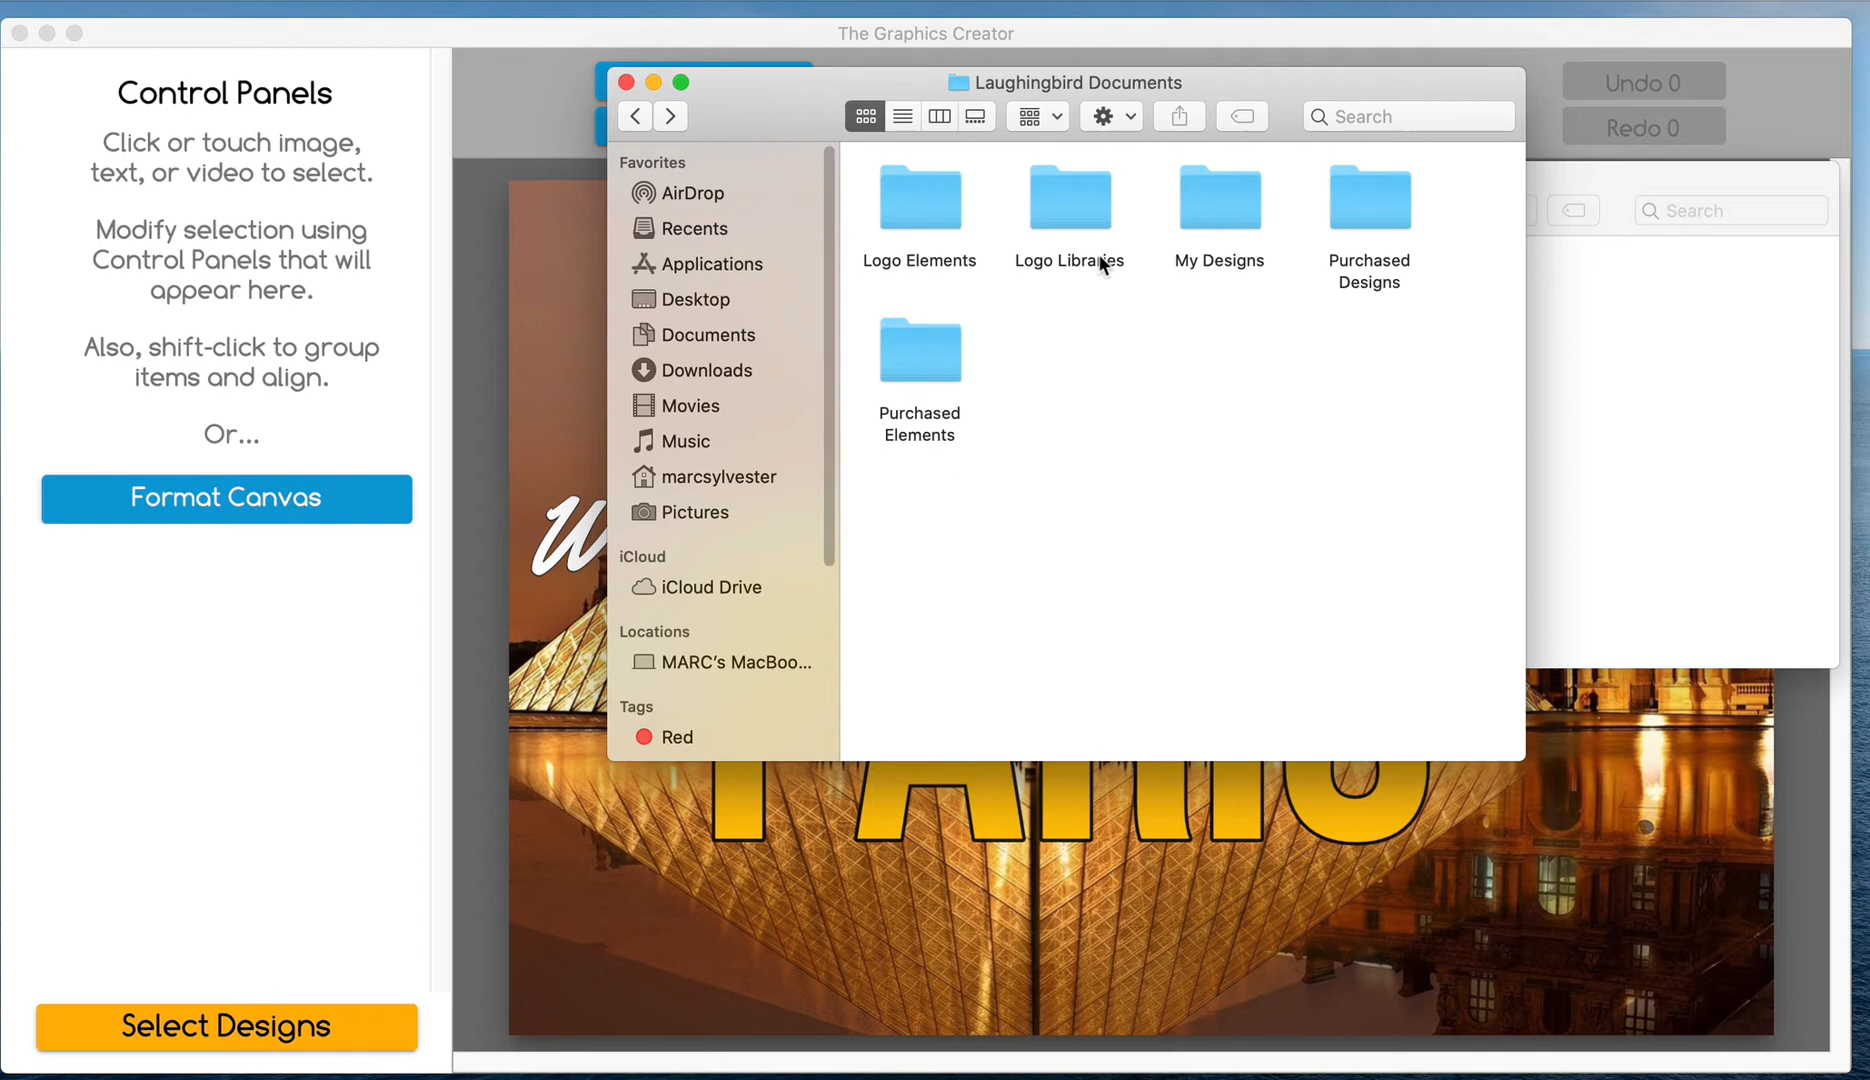 The Graphics Creator
Control Panels
Click or touch image,
text, or video to select.
Modify selection using
Control Panels that will
appear here.
Also, shift-click to group
items and align.
Or...
Format Canvas
Select Designs
Undo 0
Redo 0
Laughingbird Documents
Search
Favorites
AirDrop
Recents
Applications
Desktop
Documents
Downloads
Movies
Music
marcsylvester
Pictures
iCloud
iCloud Drive
Locations
MARC's MacBoo...
Tags
Red
Logo Elements
Logo Libraries
My Designs
Purchased
Designs
Purchased
Elements
Search
PARIS